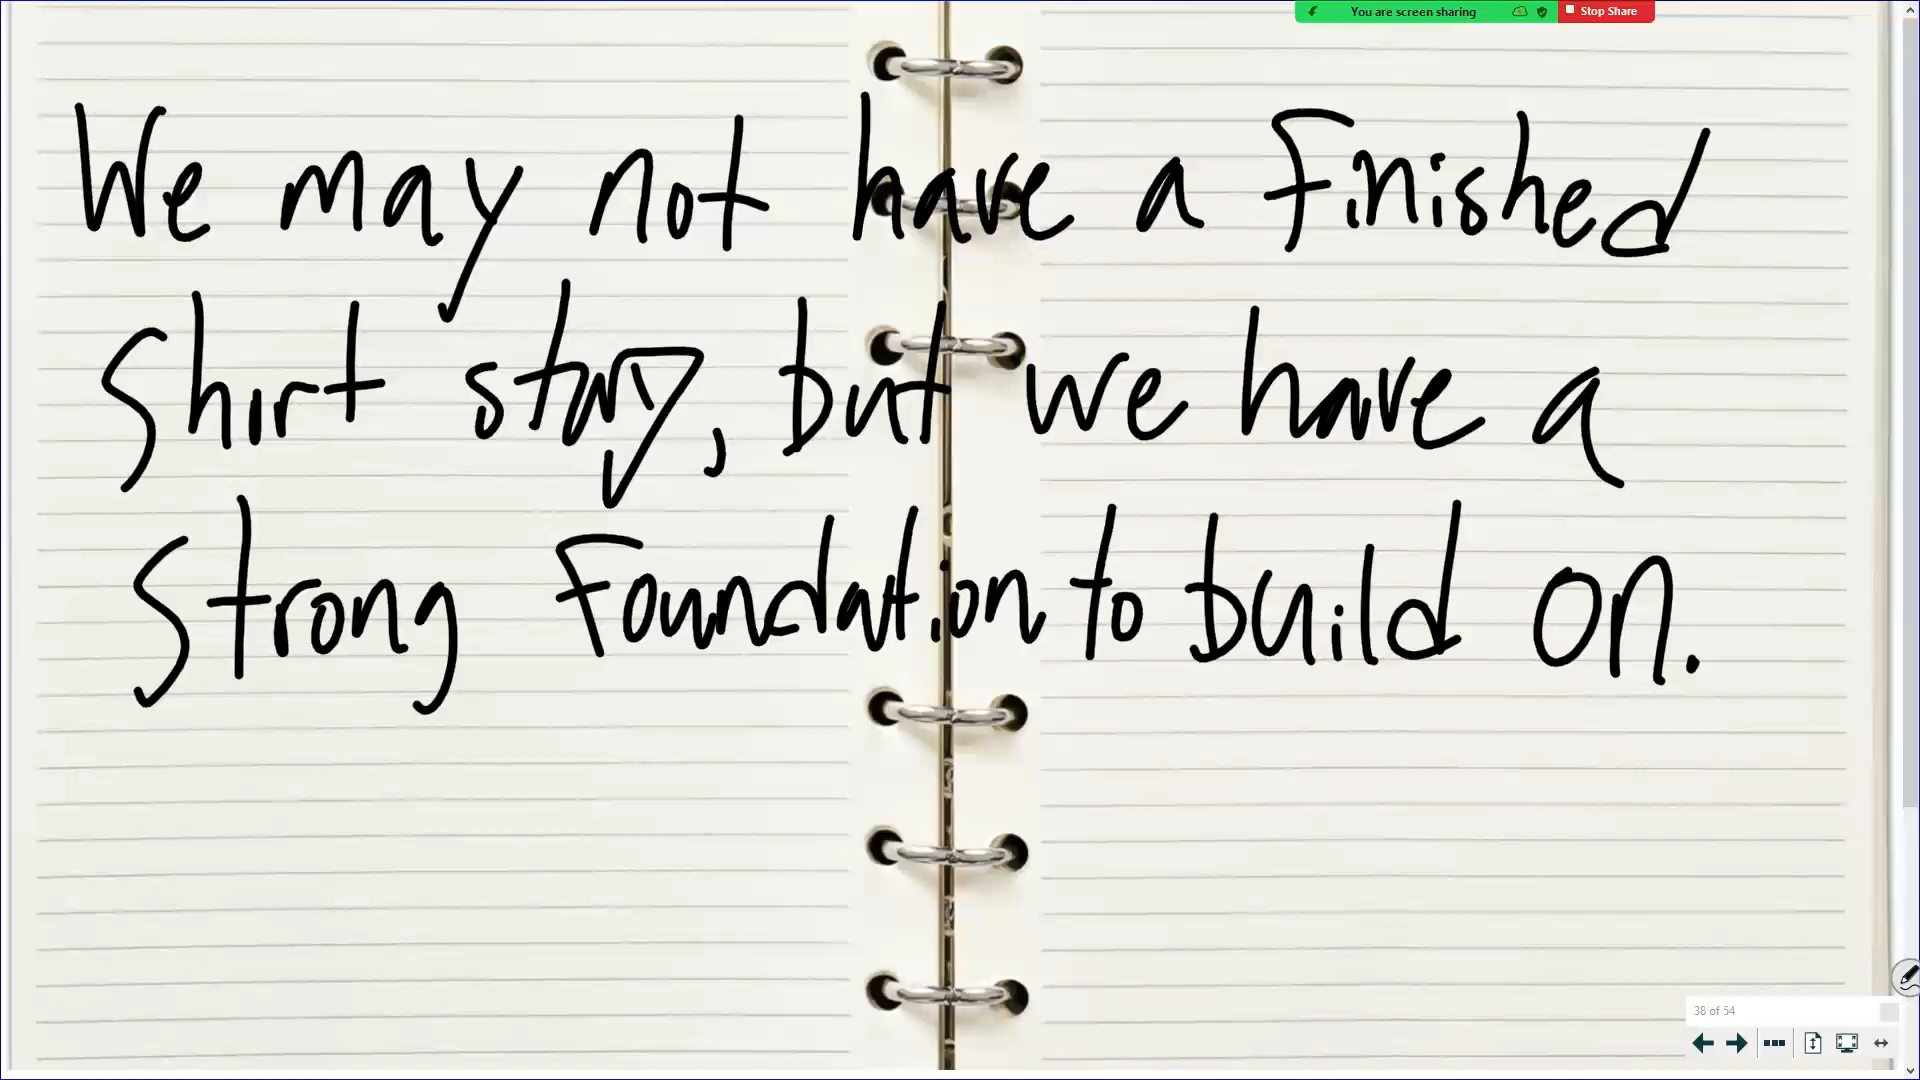 You are screen sharing
Stop Share
We may not have a finished
shirt story, but we have a
strong foundation to build on.
38 of 54